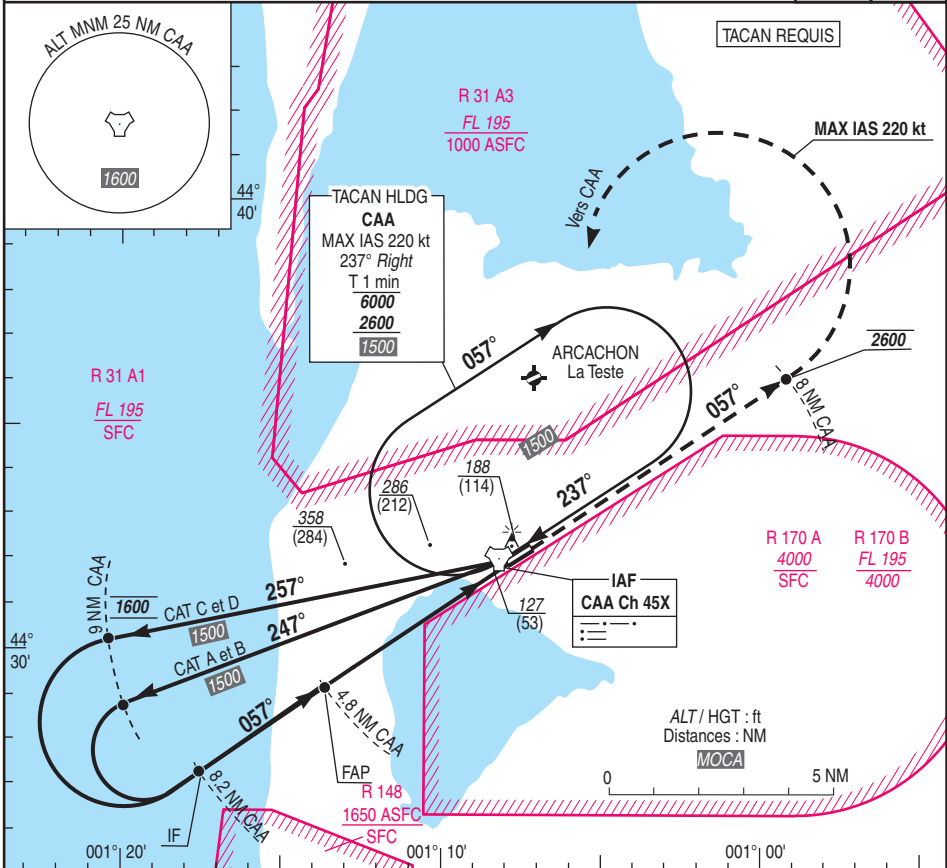 ALT MNM 25 NM CAA
1600
44°
40'
TACAN REQUIS
R 31 A3
FL 195
1000 ASFC
MAX IAS 220 kt
Vers CAA
TACAN HLDG
CAA
MAX IAS 220 kt
237° Right
T 1 min
6000
2600
1500
057°
ARCACHON
La Teste
2600
R 31 A1
FL 195
SFC
057°
8 NM CAA
1500
188
(114)
237°
286
(212)
358
(284)
R 170 A
4000
SFC
R 170 B
FL 195
4000
IAF
CAA Ch 45X
127
(53)
9 NM CAA
1600
257°
CAT C et D
1500
247°
44°
30'
CAT A et B
1500
057°
4.8 NM CAA
ALT / HGT : ft
Distances : NM
MOCA
FAP
8.2 NM CAA
R 148
1650 ASFC
SFC
IF
0
5 NM
001° 20'
001° 10'
001° 00'